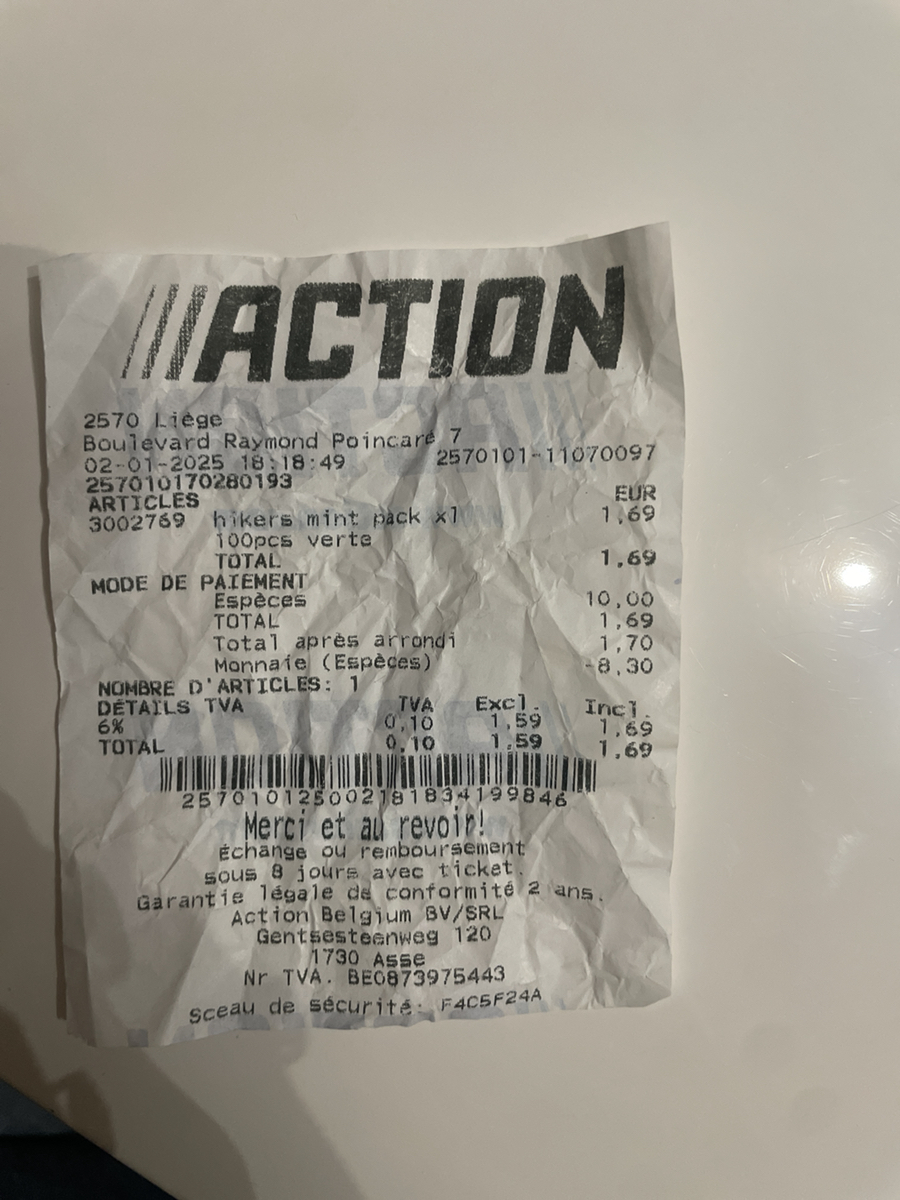 ACTION
2570 Liège
Boulevard Raymond Poincaré 7
02-01-2025 18:18:49 2570101-11070097
257010170280193
ARTICLES EUR
3002769 hikers mint pack x1 1,69
100pcs verte
TOTAL 1,69
MODE DE PAIEMENT
Espèces 10,00
TOTAL 1,69
Total après arrondi 1,70
Monnaie (Espèces) -8,30
NOMBRE D'ARTICLES: 1
DÉTAILS TVA TVA Excl. Incl.
6% 0,10 1,59 1,69
TOTAL 0,10 1,59 1,69
257010125002181834199846
Merci et au revoir!
Échange ou remboursement
sous 8 jours avec ticket.
Garantie légale de conformité 2 ans.
Action Belgium BV/SRL
Gentsesteenweg 120
1730 Asse
Nr TVA. BE0873975443
Sceau de sécurité: F4C5F24A